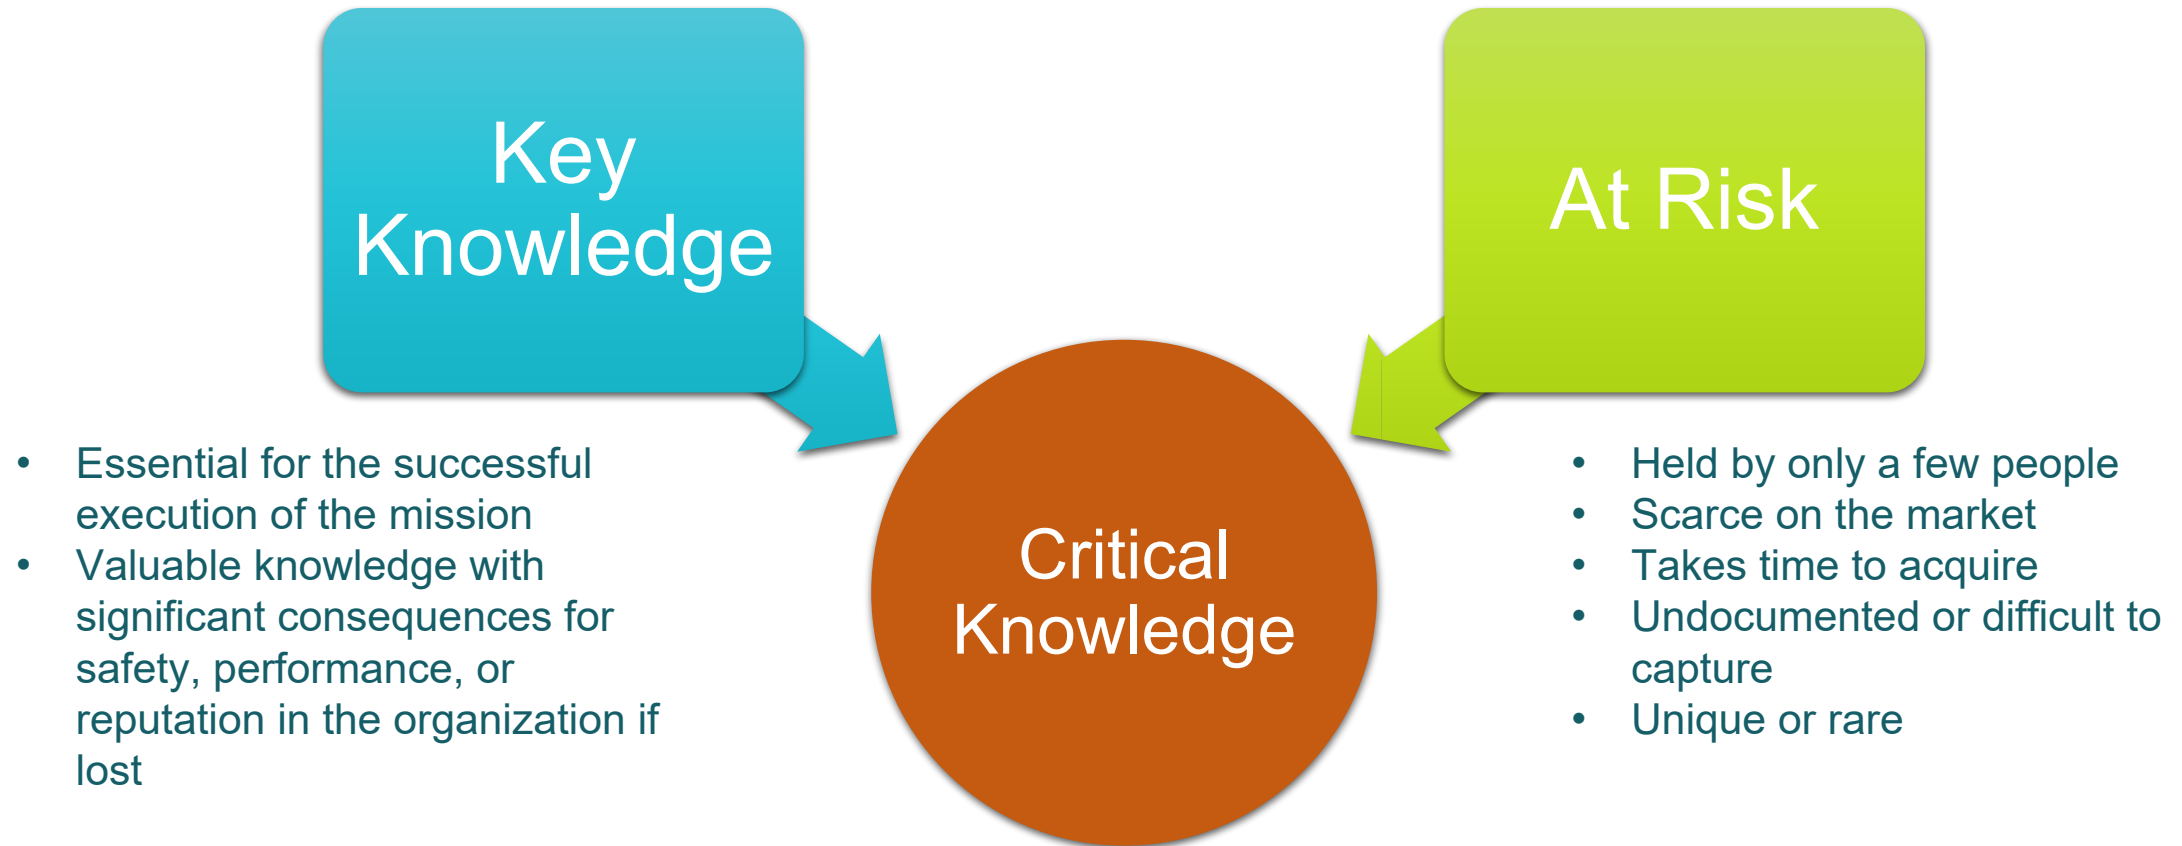 Key
Knowledge
At Risk
Critical
Knowledge
• Essential for the successful
execution of the mission
• Valuable knowledge with
significant consequences for
safety, performance, or
reputation in the organization if
lost
• Held by only a few people
• Scarce on the market
• Takes time to acquire
• Undocumented or difficult to
capture
• Unique or rare